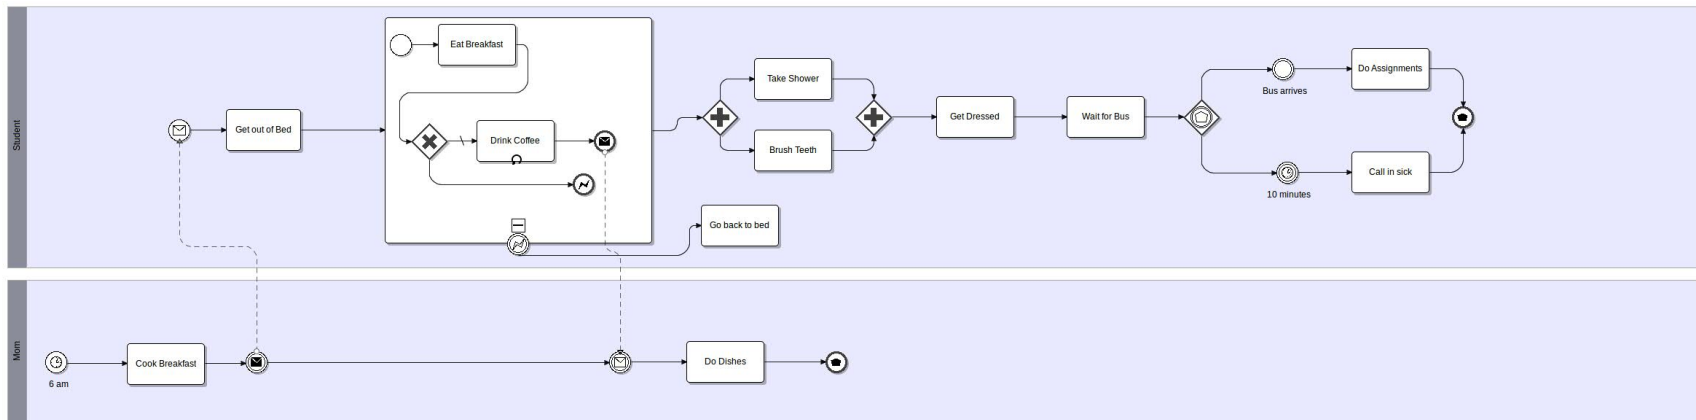 Student
Get out of Bed
Eat Breakfast
Drink Coffee
Go back to bed
Take Shower
Brush Teeth
Get Dressed
Wait for Bus
Bus arrives
Do Assignments
10 minutes
Call in sick
Mom
6 am
Cook Breakfast
Do Dishes